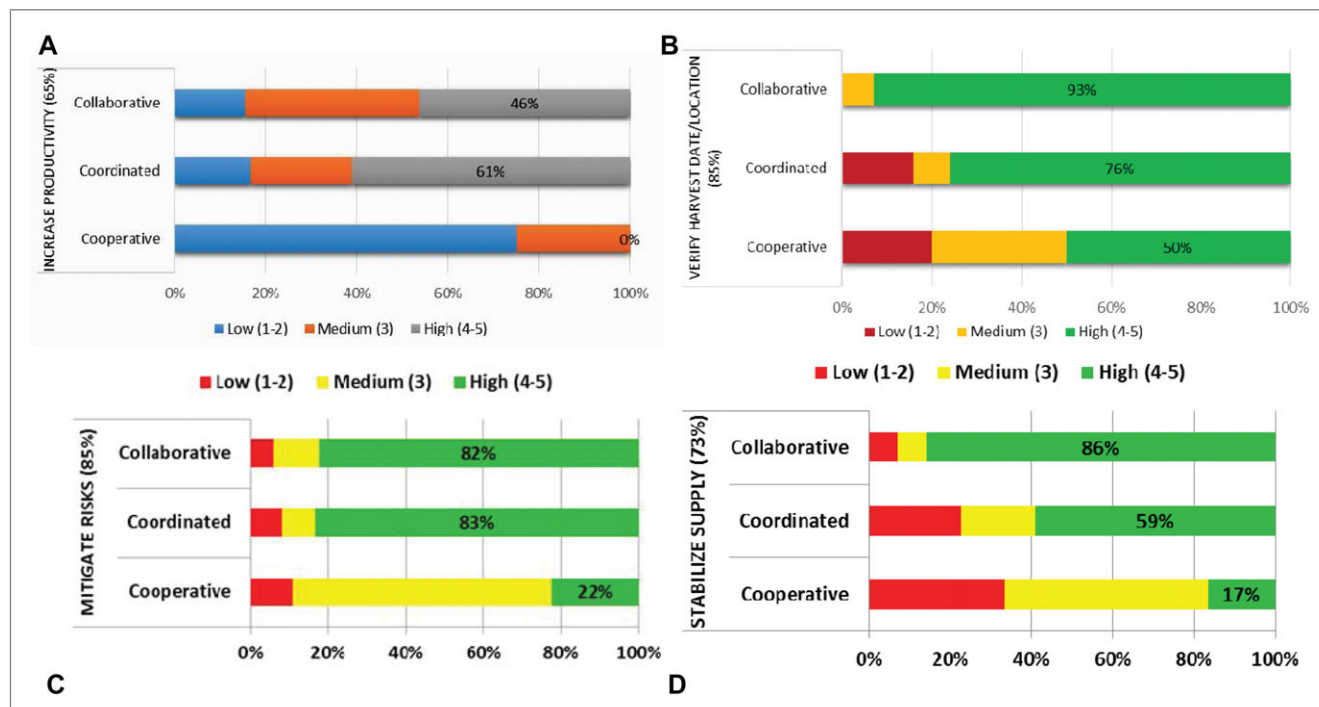 A
INCREASE PRODUCTIVITY (65%)
Collaborative
46%
Coordinated
61%
Cooperative
0%
0% 20% 40% 60% 80% 100%
Low (1-2) Medium (3) High (4-5)
B
VERIFY HARVEST DATE/LOCATION
(85%)
Collaborative
93%
Coordinated
76%
Cooperative
50%
0% 20% 40% 60% 80% 100%
Low (1-2) Medium (3) High (4-5)
Low (1-2) Medium (3) High (4-5)
MITIGATE RISKS (85%)
Collaborative
82%
Coordinated
83%
Cooperative
22%
0% 20% 40% 60% 80% 100%
C
Low (1-2) Medium (3) High (4-5)
STABILIZE SUPPLY (73%)
Collaborative
86%
Coordinated
59%
Cooperative
17%
0% 20% 40% 60% 80% 100%
D